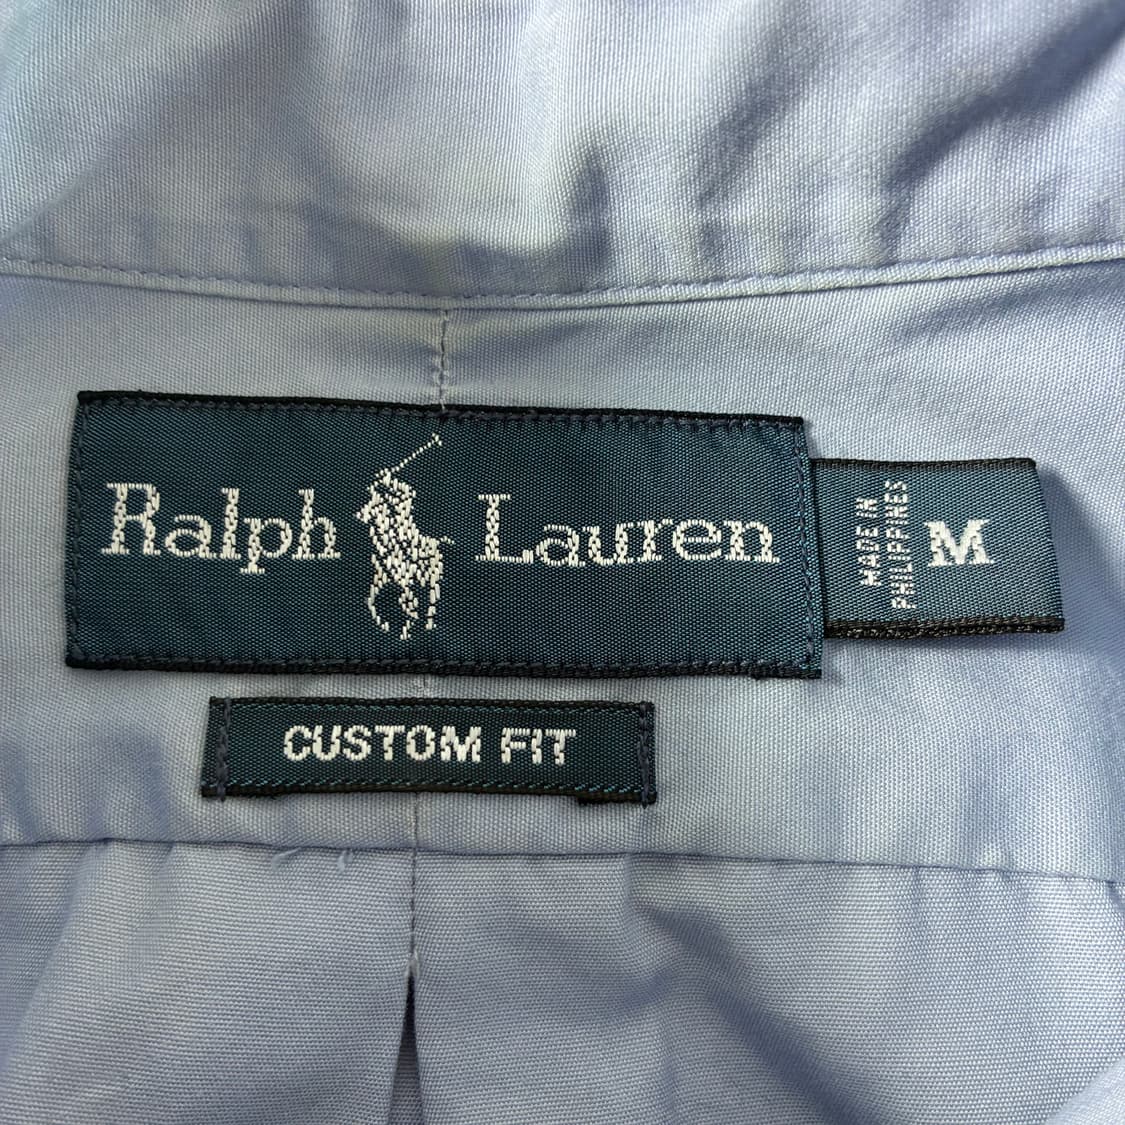 Ralph Lauren
MADE IN
PHILIPPINES
M
CUSTOM FIT